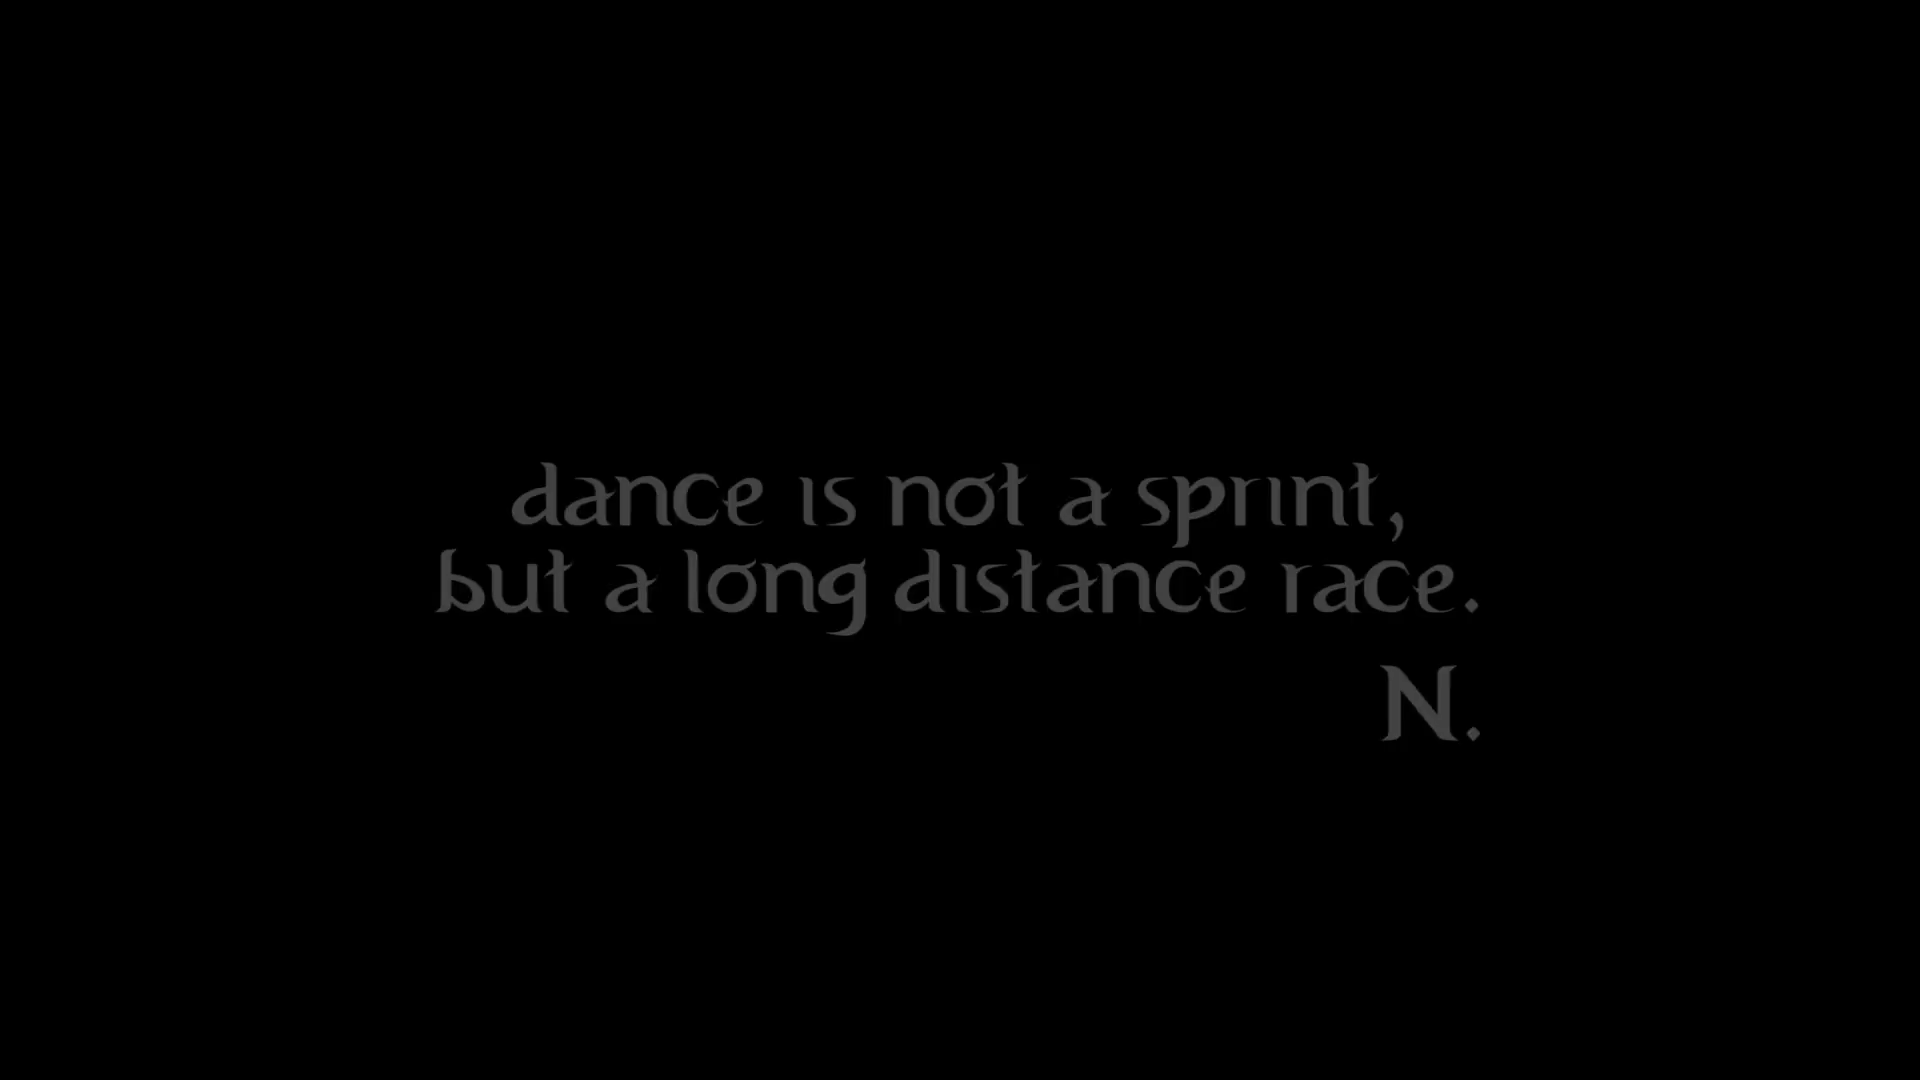 dance is not a sprint,
but a long distance race.
N.